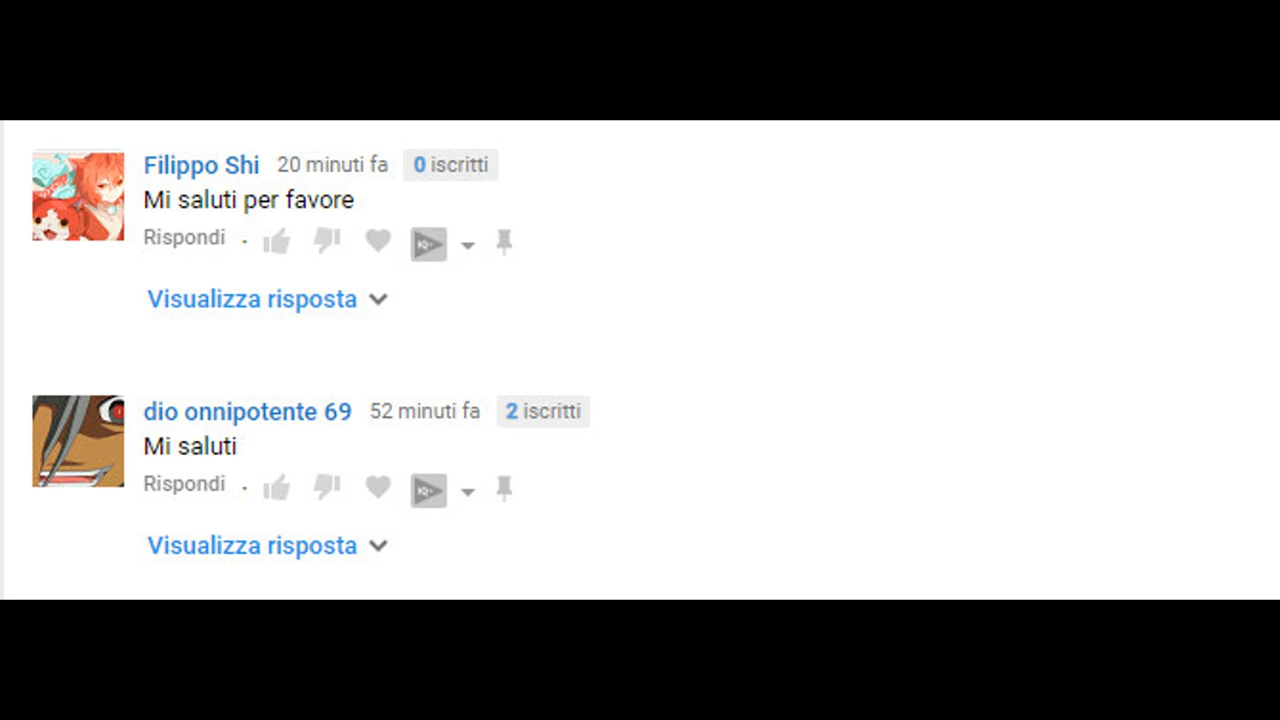 Filippo Shi 20 minuti fa 0 iscritti
Mi saluti per favore
Rispondi .
Visualizza risposta
dio onnipotente 69 52 minuti fa 2 iscritti
Mi saluti
Rispondi .
Visualizza risposta